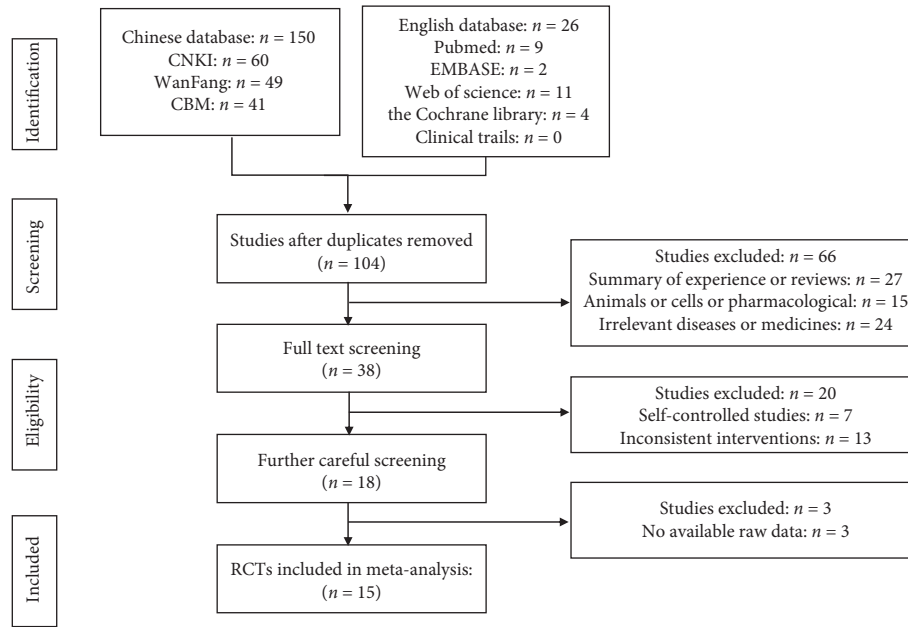 Identification
Chinese database: n = 150
CNKI: n = 60
WanFang: n = 49
CBM: n = 41
English database: n = 26
Pubmed: n = 9
EMBASE: n = 2
Web of science: n = 11
the Cochrane library: n = 4
Clinical trails: n = 0
Screening
Studies after duplicates removed
(n = 104)
Studies excluded: n = 66
Summary of experience or reviews: n = 27
Animals or cells or pharmacological: n = 15
Irrelevant diseases or medicines: n = 24
Full text screening
(n = 38)
Eligibility
Studies excluded: n = 20
Self-controlled studies: n = 7
Inconsistent interventions: n = 13
Further careful screening
(n = 18)
Studies excluded: n = 3
No available raw data: n = 3
Included
RCTs included in meta-analysis:
(n = 15)